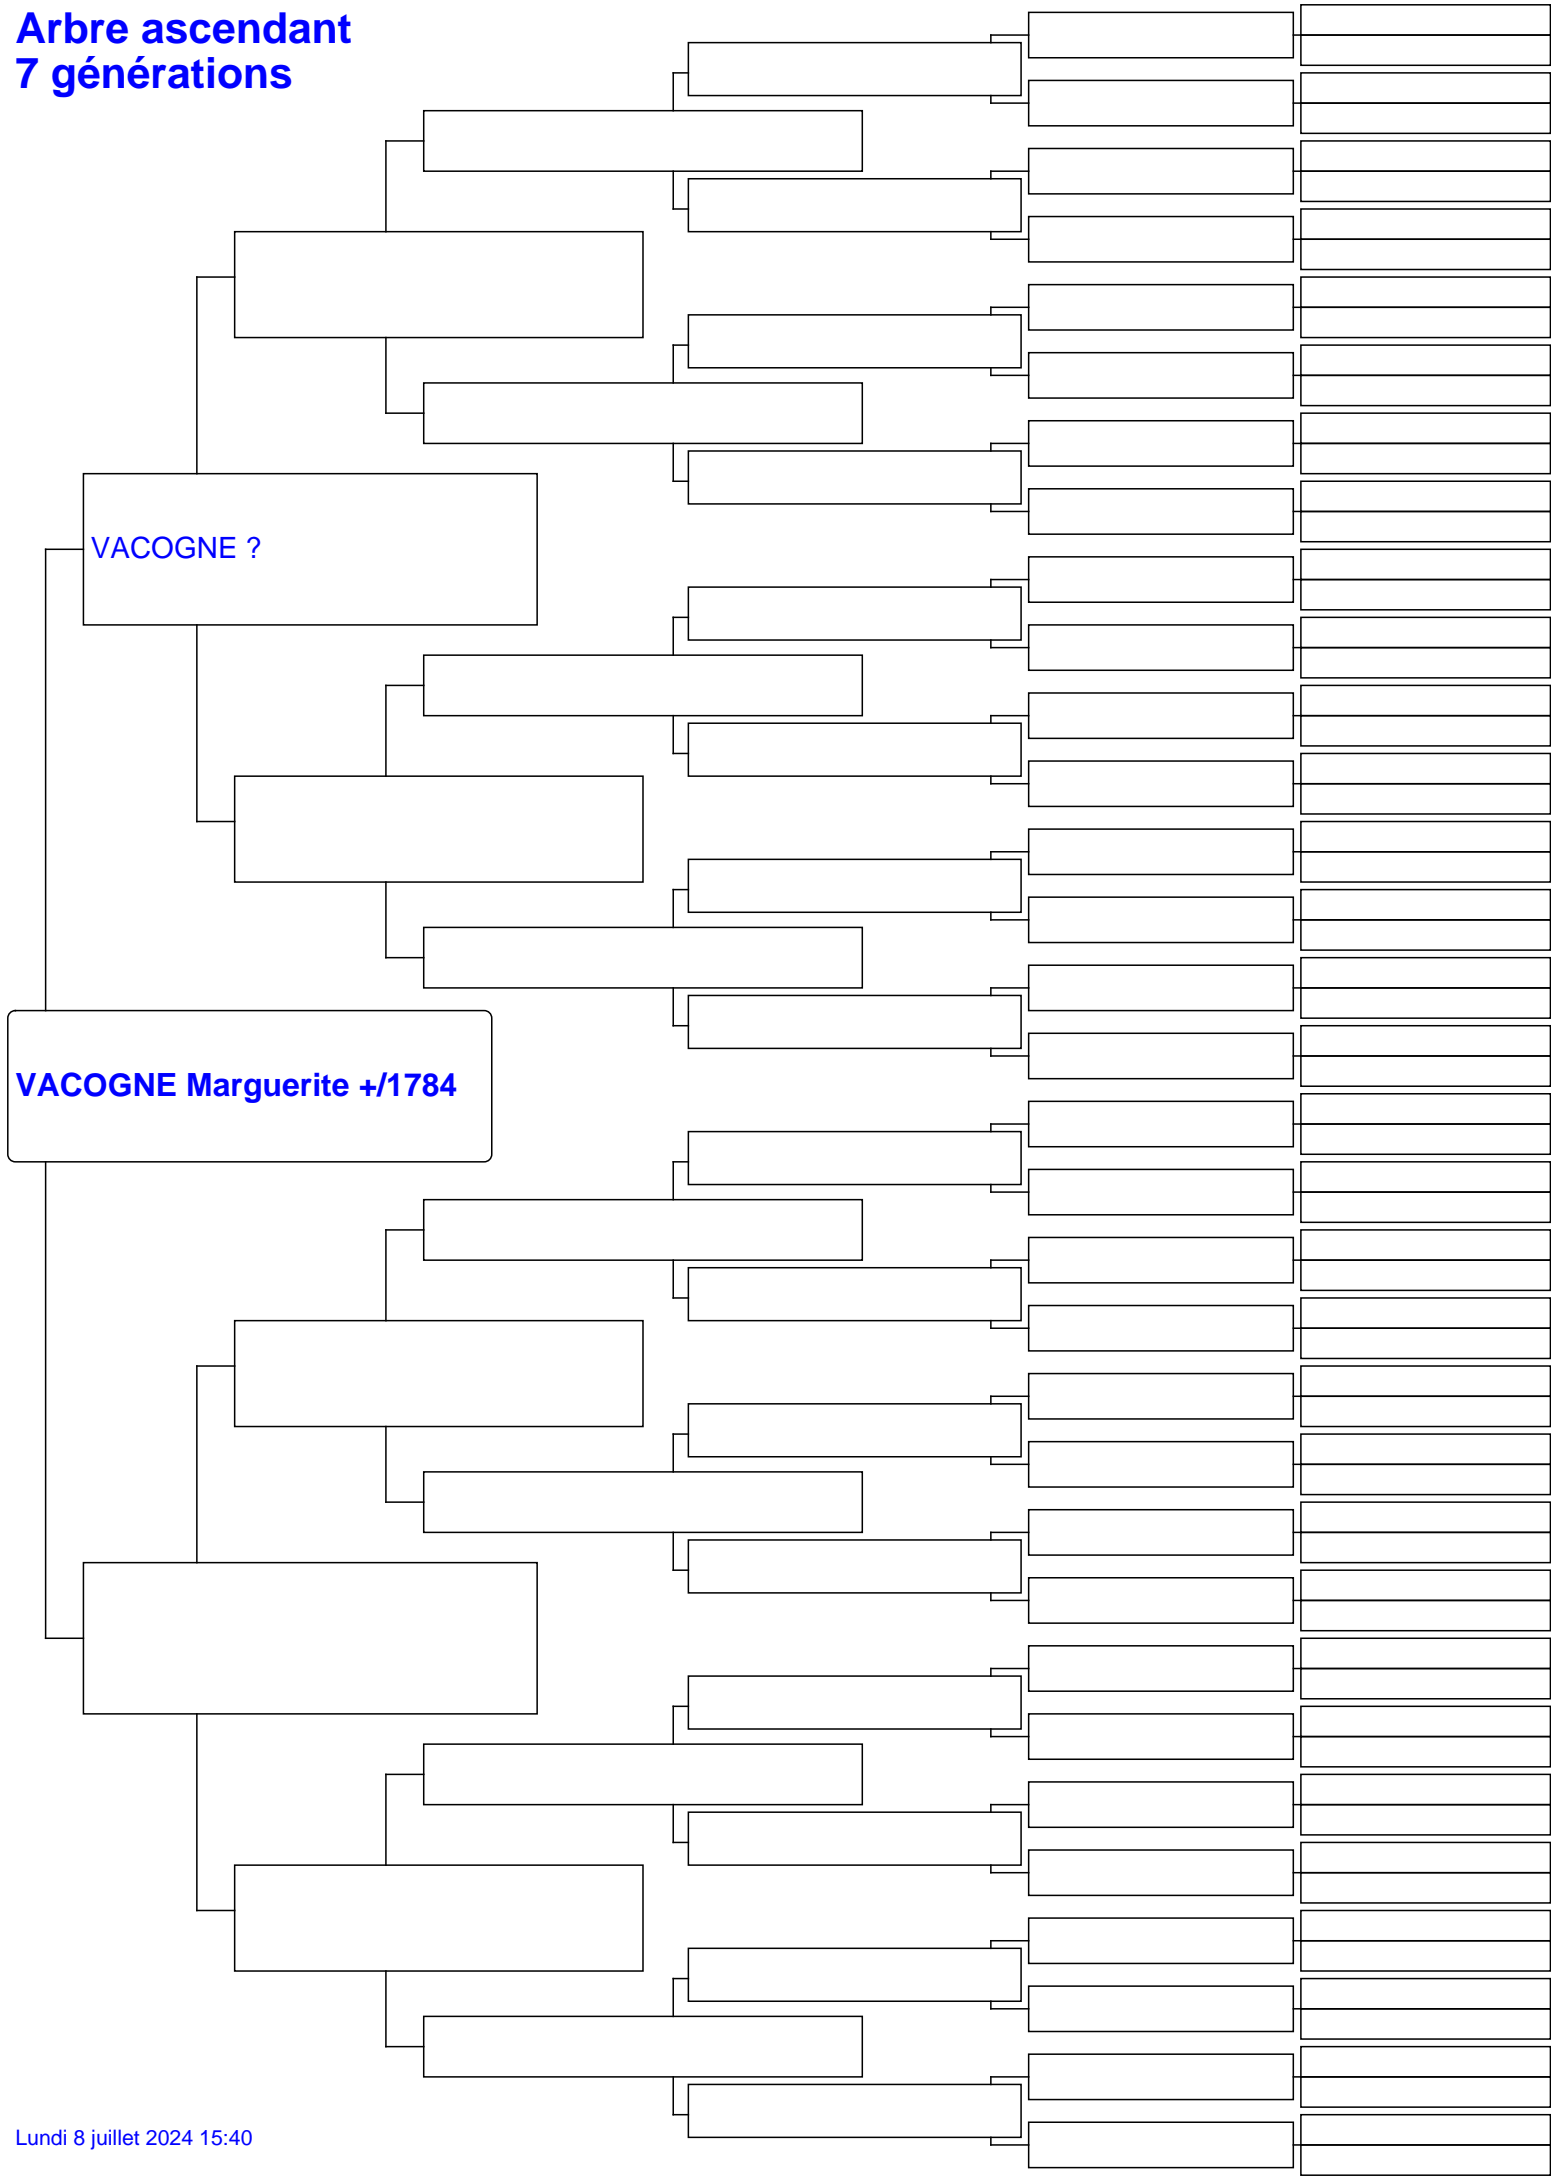 Arbre ascendant
7 générations
VACOGNE ?
VACOGNE Marguerite +/1784
Lundi 8 juillet 2024 15:40